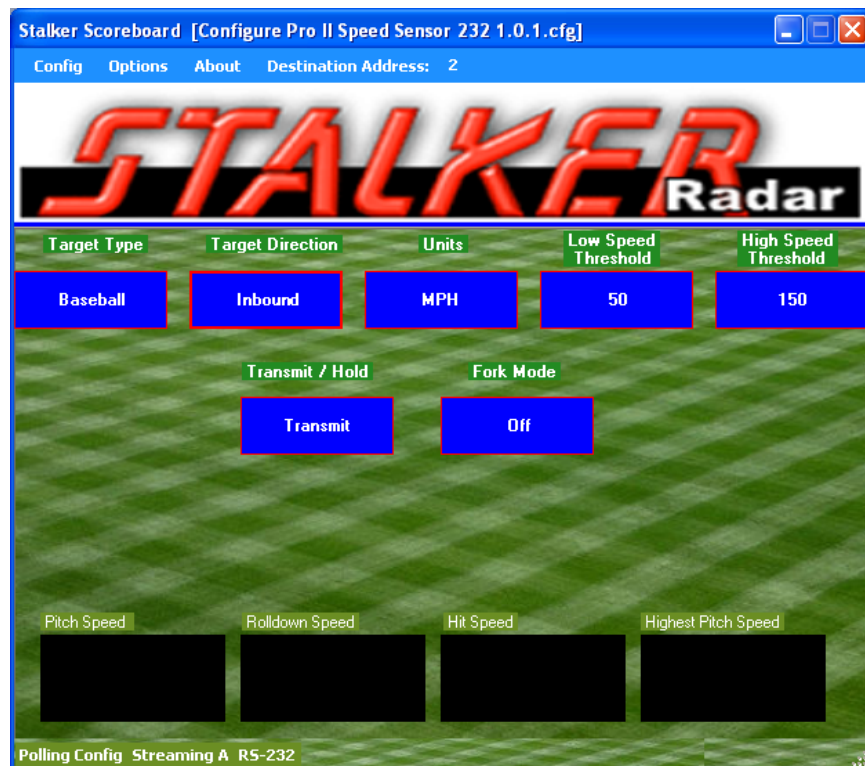 Stalker Scoreboard [Configure Pro II Speed Sensor 232 1.0.1.cfg]
Config Options About Destination Address: 2
STALKER
Radar
Target Type
Target Direction
Units
Low Speed
Threshold
High Speed
Threshold
Baseball
Inbound
MPH
50
150
Transmit / Hold
Fork Mode
Transmit
Off
Pitch Speed
Rolldown Speed
Hit Speed
Highest Pitch Speed
Polling Config Streaming A RS-232